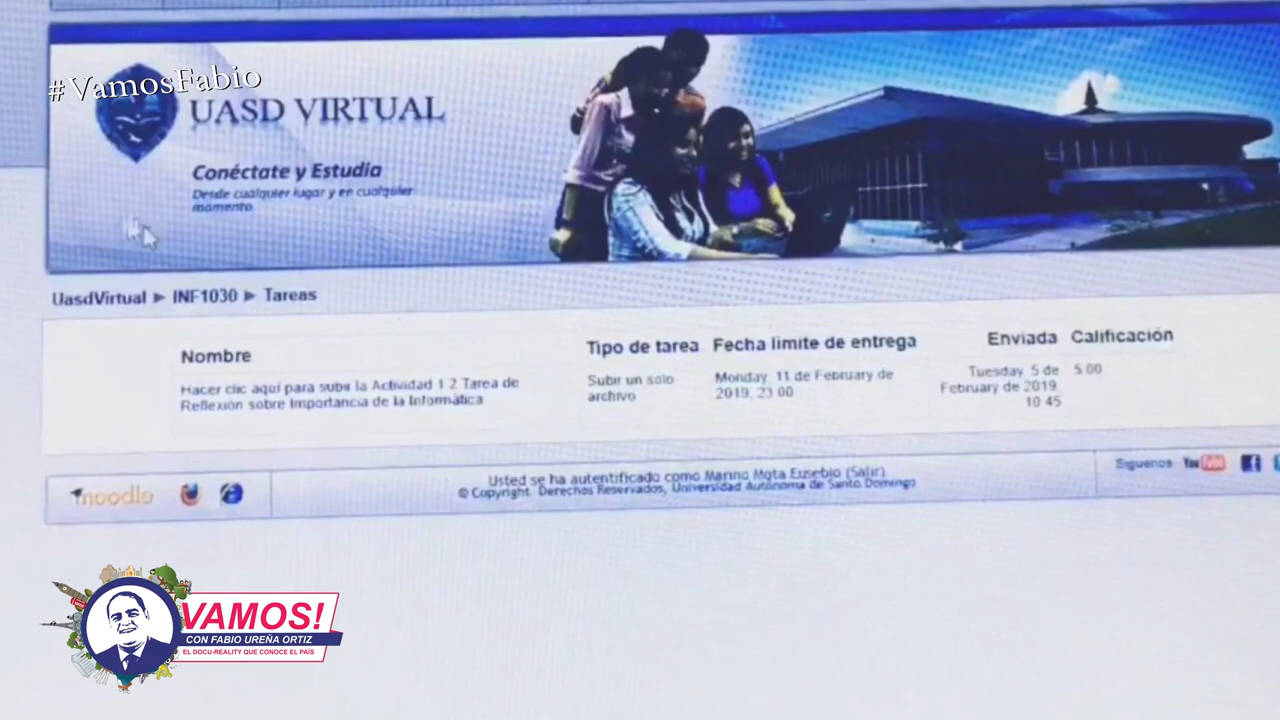 #VamosFabio
UASD VIRTUAL
Conéctate y Estudia
Desde cualquier lugar y en cualquier
momento.
UasdVirtual ► INF1030 ► Tareas
Nombre
Tipo de tarea
Fecha límite de entrega
Enviada
Calificación
Hacer clic aquí para subir la Actividad 1.2 Tarea de
Reflexión sobre Importancia de la Informática
Subir un solo
archivo
Monday, 11 de February de
2019, 23:00
Tuesday, 5 de
February de 2019,
10:45
5.00
moodle
Usted se ha autentificado como Marino Mota Eusebio (Salir)
© Copyright. Derechos Reservados, Universidad Autónoma de Santo Domingo
Siguenos
YouTube
VAMOS!
CON FABIO UREÑA ORTIZ
EL DOCU-REALITY QUE CONOCE EL PAÍS